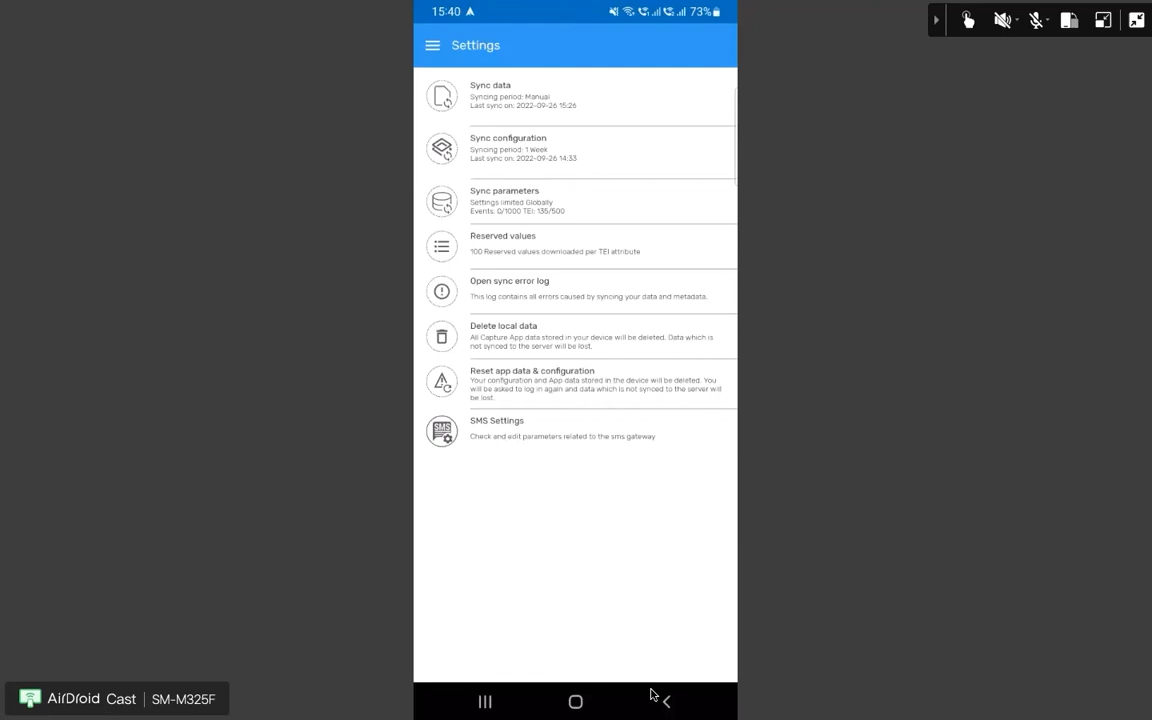 15:40
73%
Settings
Sync data
Syncing period: Manual
Last sync on: 2022-09-26 15:26
Sync configuration
Syncing period: 1 Week
Last sync on: 2022-09-26 14:33
Sync parameters
Settings limited Globally
Events: 0/1000 TEI: 135/500
Reserved values
100 Reserved values downloaded per TEI attribute
Open sync error log
This log contains all errors caused by syncing your data and metadata.
Delete local data
All Capture App data stored in your device will be deleted. Data which is
not synced to the server will be lost.
Reset app data & configuration
Your configuration and App data stored in the device will be deleted. You
will be asked to log in again and data which is not synced to the server will
be lost.
SMS
SMS Settings
Check and edit parameters related to the sms gateway
AirDroid Cast | SM-M325F